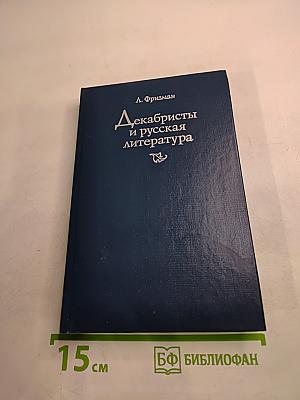 Л. Фризман
Декабристы
и русская
литература
15 см
БФ БИБЛИОФАН